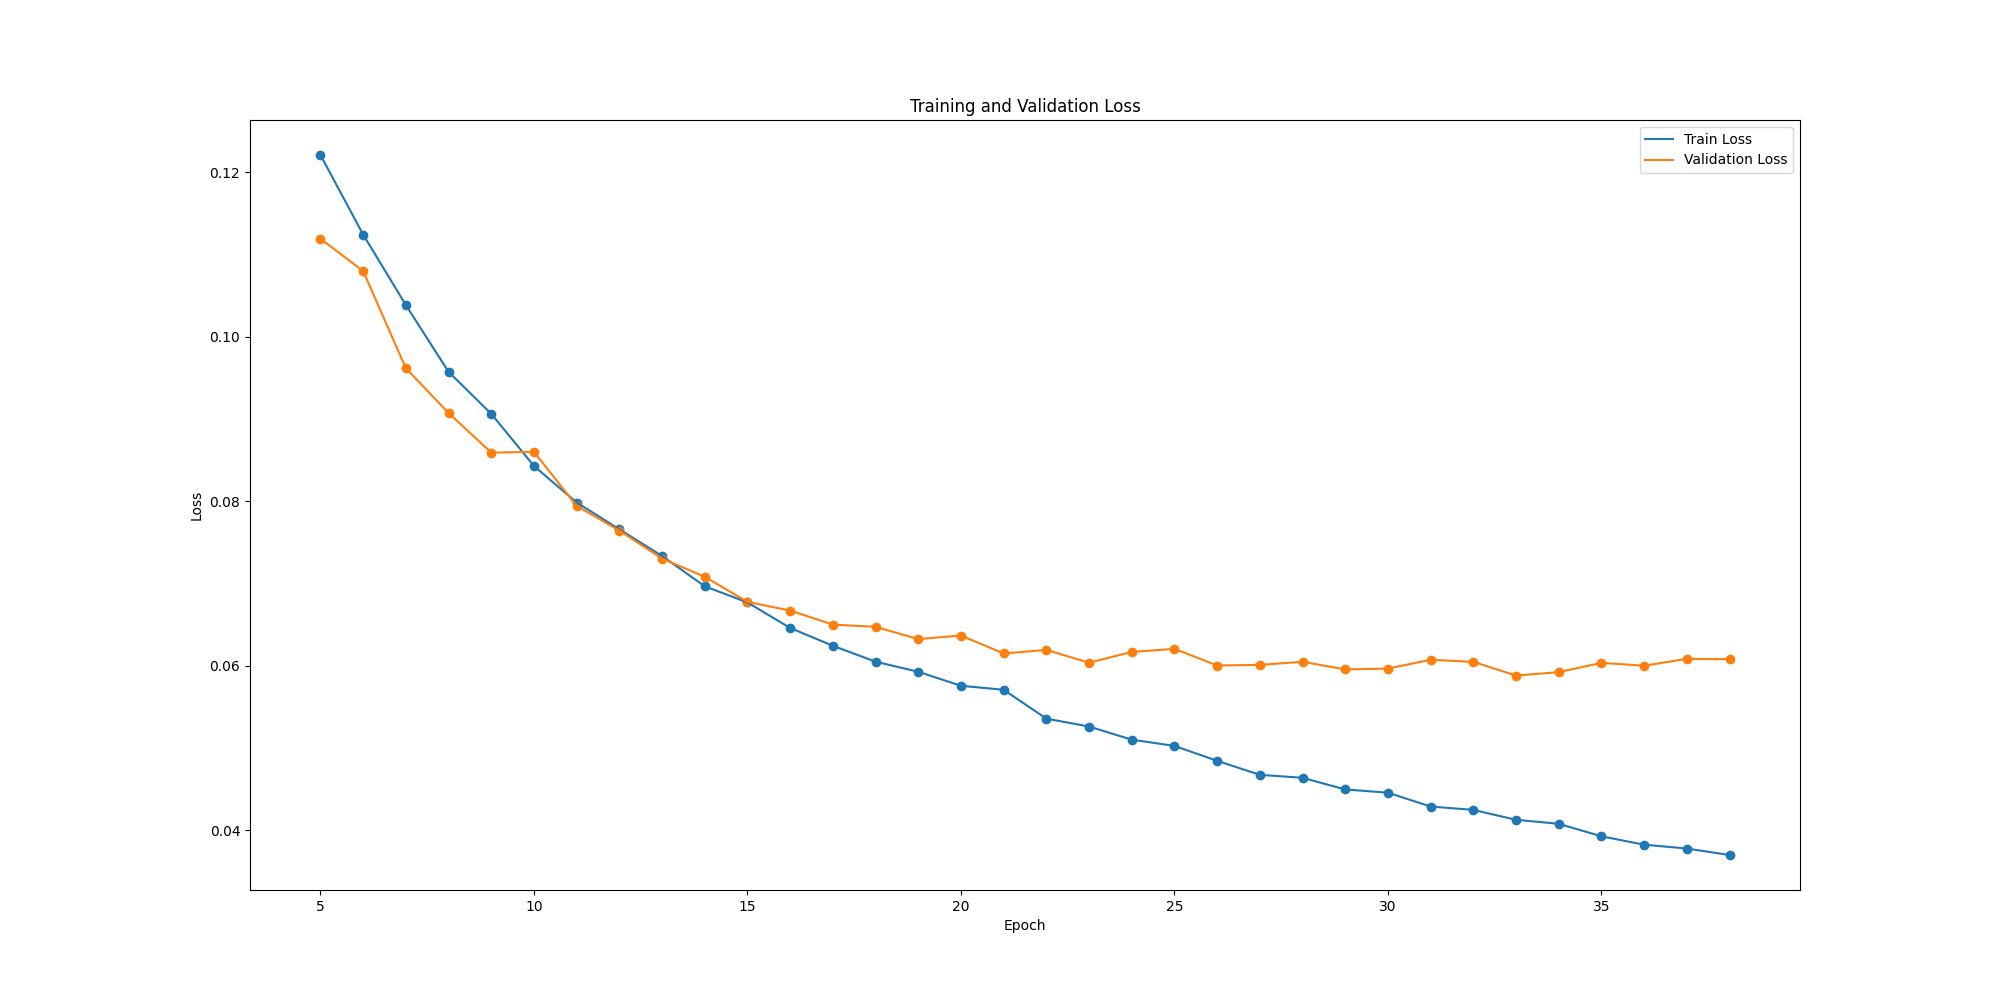 Training and Validation Loss
Train Loss
Validation Loss
0.12
0.10
0.08
0.06
0.04
Loss
5 10 15 20 25 30 35
Epoch